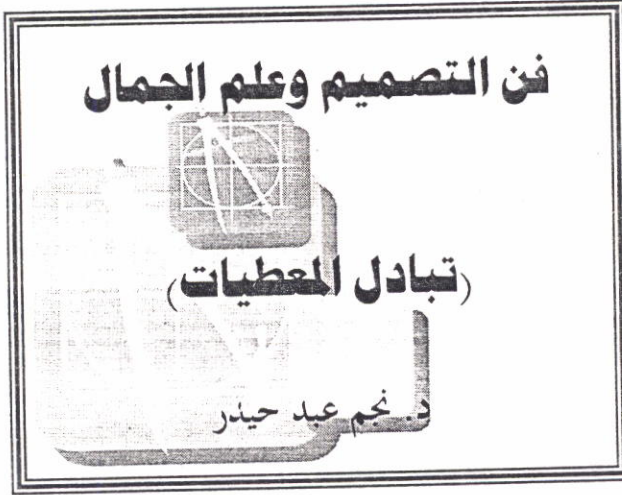 فن التصميم وعلم الجمال
(تبادل المعطيات)
د. نجم عبد حيدر